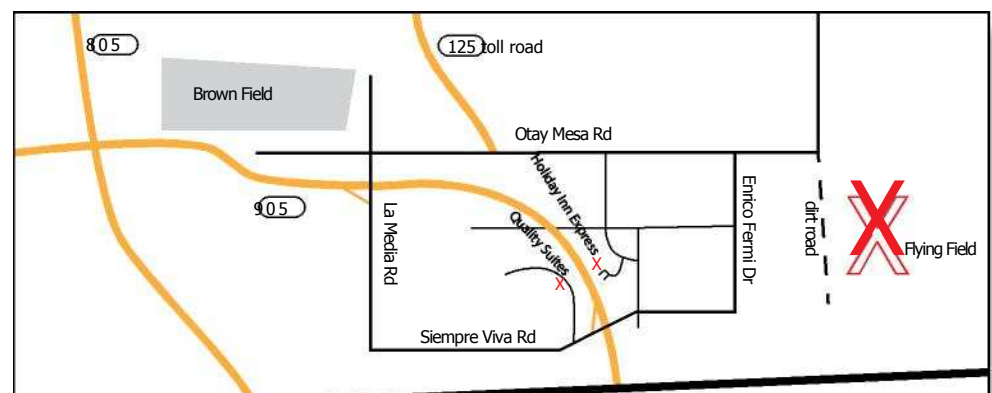 805
125 toll road
Brown Field
Otay Mesa Rd
Holiday Inn Express
Enrico Fermi Dr
dirt road
905
La Media Rd
Quality Suites
X
X
X
Flying Field
Siempre Viva Rd